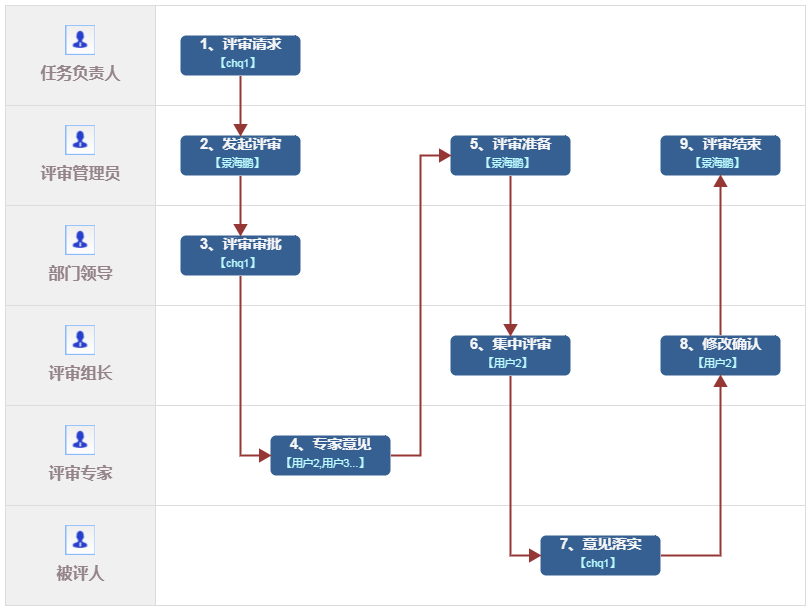 任务负责人
1、评审请求
【chq1】
评审管理员
2、发起评审
【景海鹏】
5、评审准备
【景海鹏】
9、评审结束
【景海鹏】
部门领导
3、评审审批
【chq1】
评审组长
6、集中评审
【用户2】
8、修改确认
【用户2】
评审专家
4、专家意见
【用户2,用户3...】
被评人
7、意见落实
【chq1】